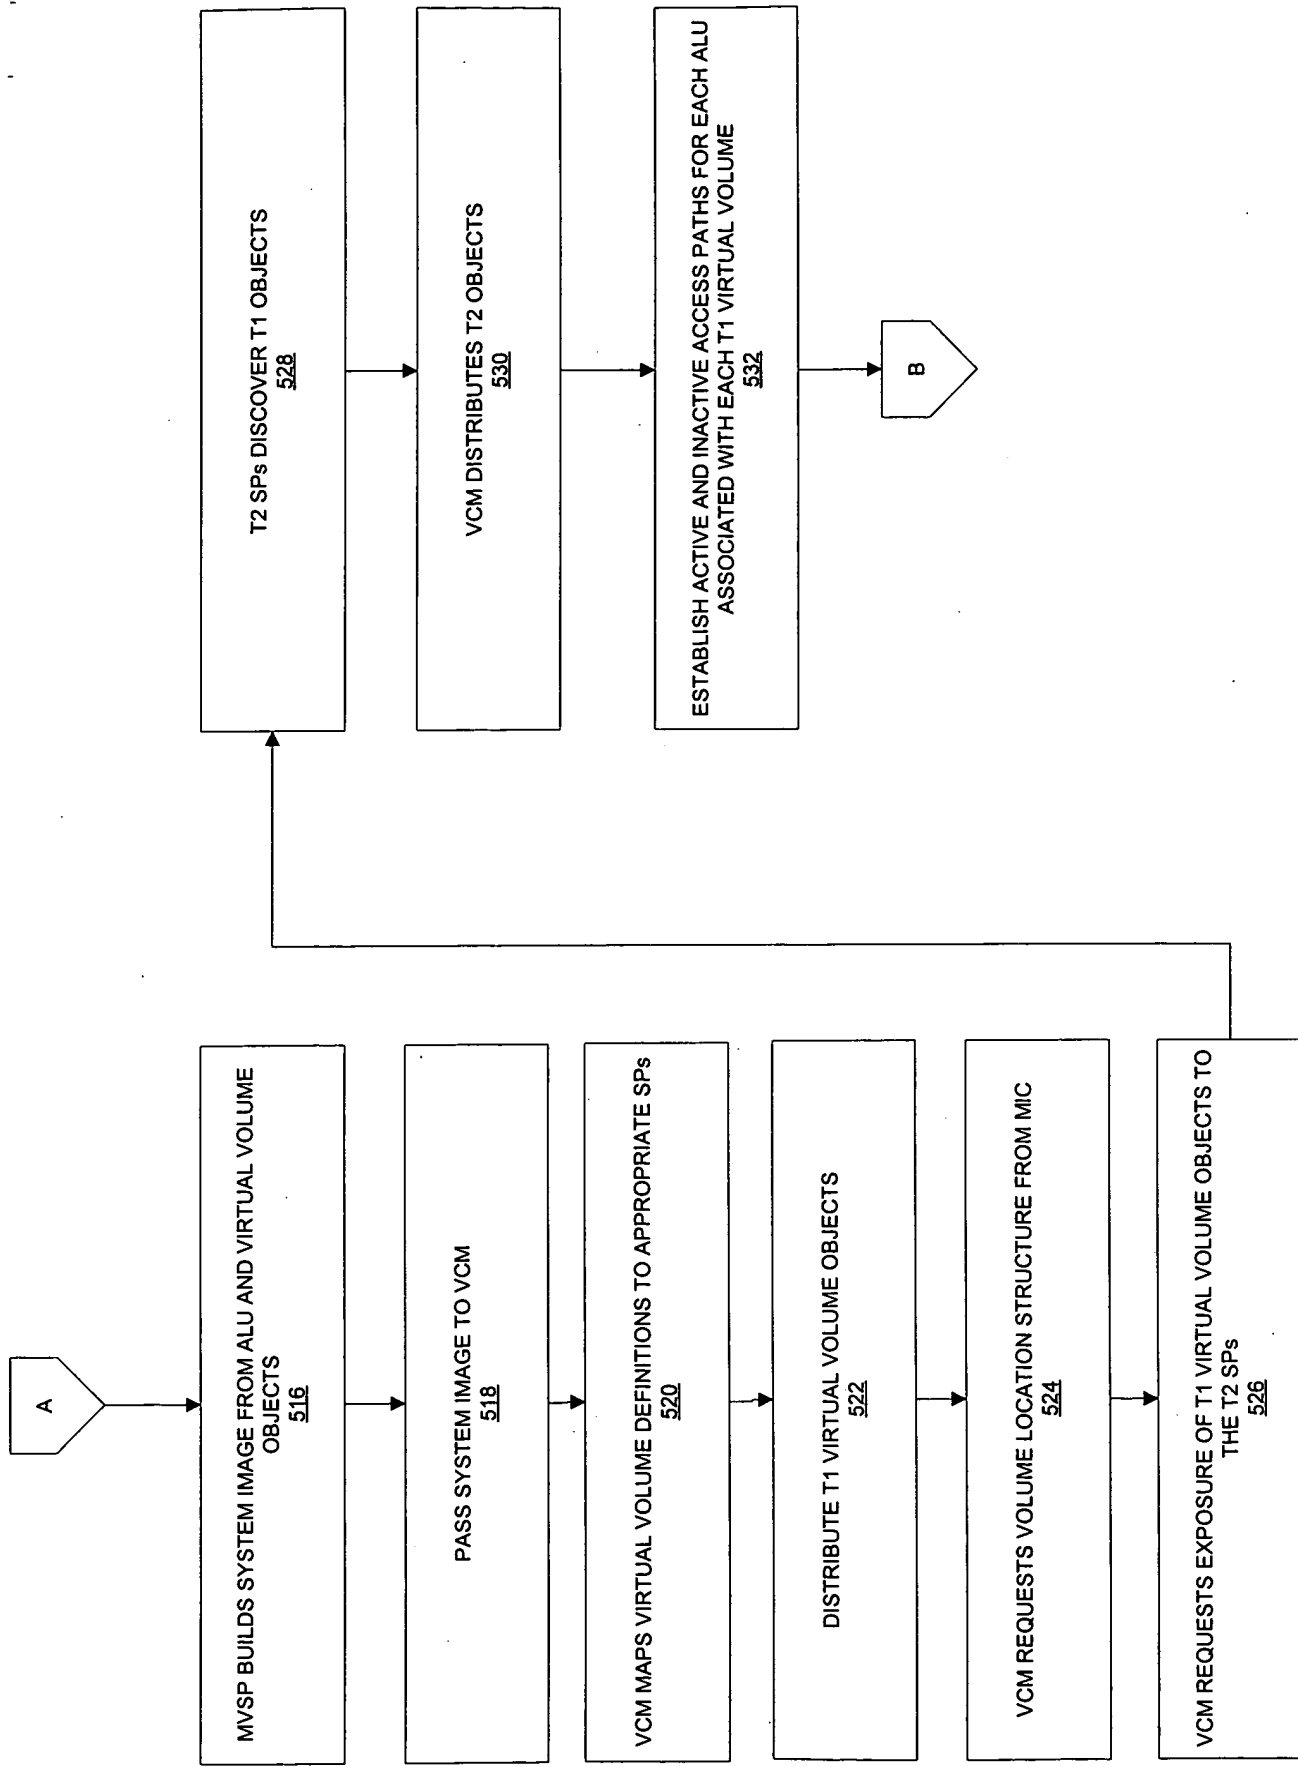 A
MVSP BUILDS SYSTEM IMAGE FROM ALU AND VIRTUAL VOLUME
OBJECTS
516
PASS SYSTEM IMAGE TO VCM
518
VCM MAPS VIRTUAL VOLUME DEFINITIONS TO APPROPRIATE SPs
520
DISTRIBUTE T1 VIRTUAL VOLUME OBJECTS
522
VCM REQUESTS VOLUME LOCATION STRUCTURE FROM MIC
524
VCM REQUESTS EXPOSURE OF T1 VIRTUAL VOLUME OBJECTS TO
THE T2 SPs
526
T2 SPs DISCOVER T1 OBJECTS
528
VCM DISTRIBUTES T2 OBJECTS
530
ESTABLISH ACTIVE AND INACTIVE ACCESS PATHS FOR EACH ALU
ASSOCIATED WITH EACH T1 VIRTUAL VOLUME
532
B